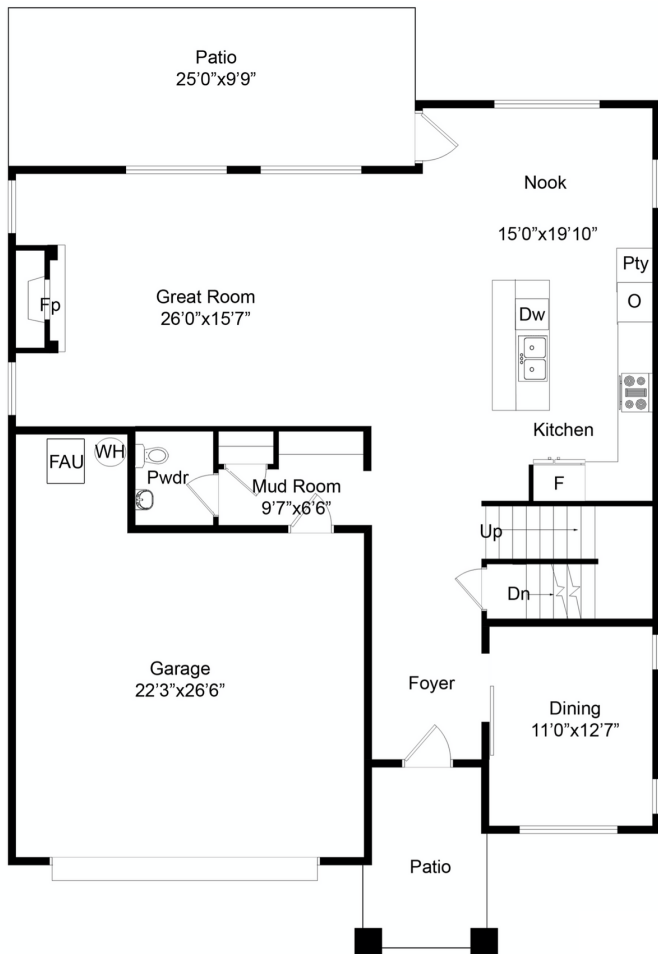 Patio
25’0”x9’9”
Nook
15’0”x19’10”
Pty
O
Great Room
26’0”x15’7”
Fp
Dw
Kitchen
F
FAU
WH
Pwdr
Mud Room
9’7”x6’6”
Up
Dn
Garage
22’3”x26’6”
Foyer
Dining
11’0”x12’7”
Patio